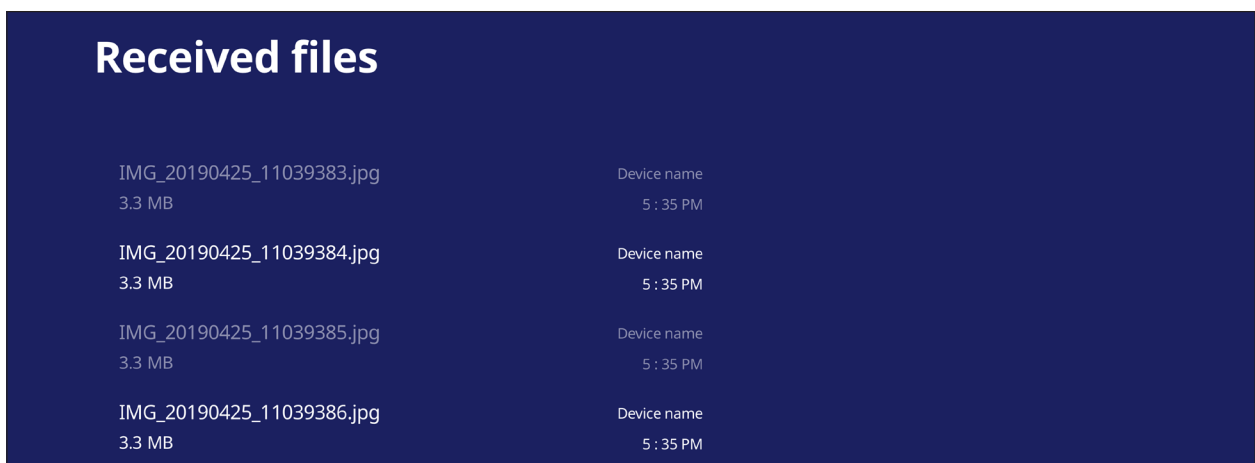 Received files
IMG_20190425_11039383.jpg Device name
3.3 MB 5 : 35 PM
IMG_20190425_11039384.jpg Device name
3.3 MB 5 : 35 PM
IMG_20190425_11039385.jpg Device name
3.3 MB 5 : 35 PM
IMG_20190425_11039386.jpg Device name
3.3 MB 5 : 35 PM